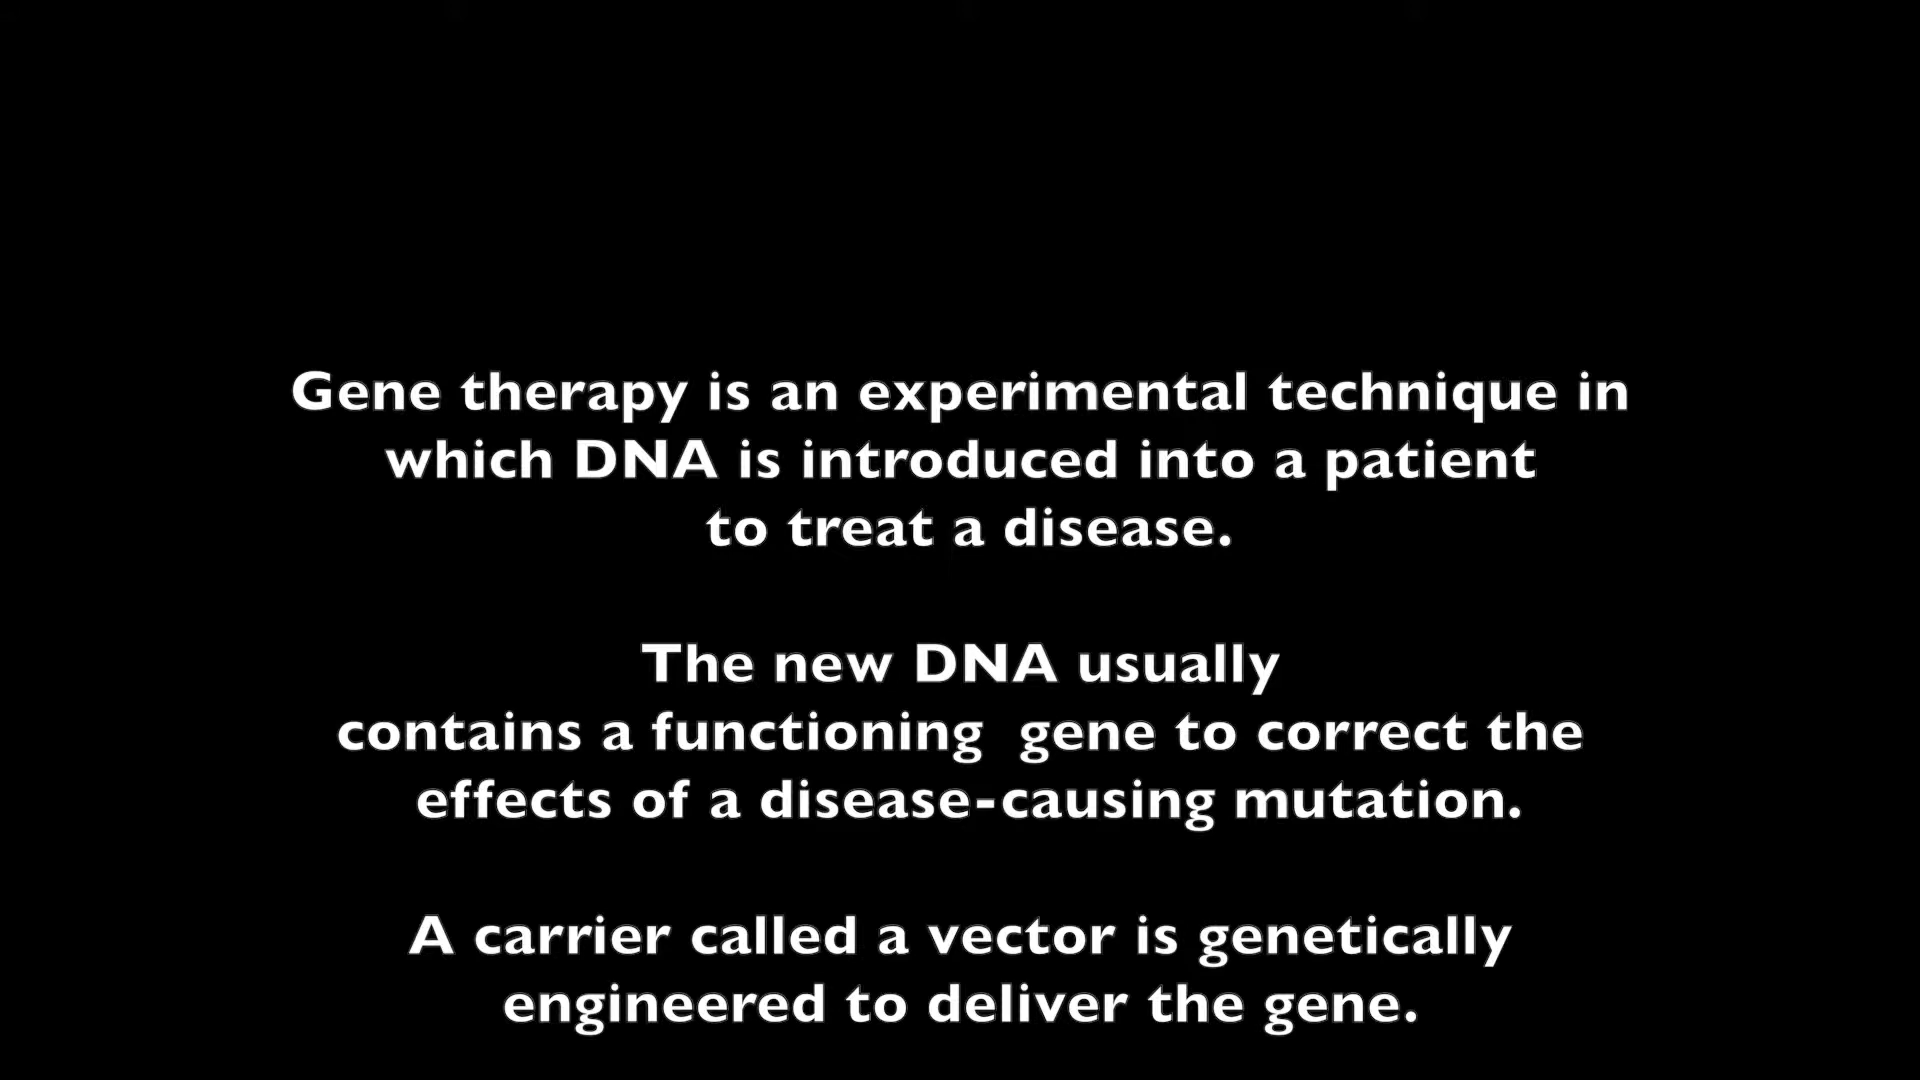 Gene therapy is an experimental technique in
which DNA is introduced into a patient
to treat a disease.
The new DNA usually
contains a functioning  gene to correct the
effects of a disease-causing mutation.
A carrier called a vector is genetically
engineered to deliver the gene.